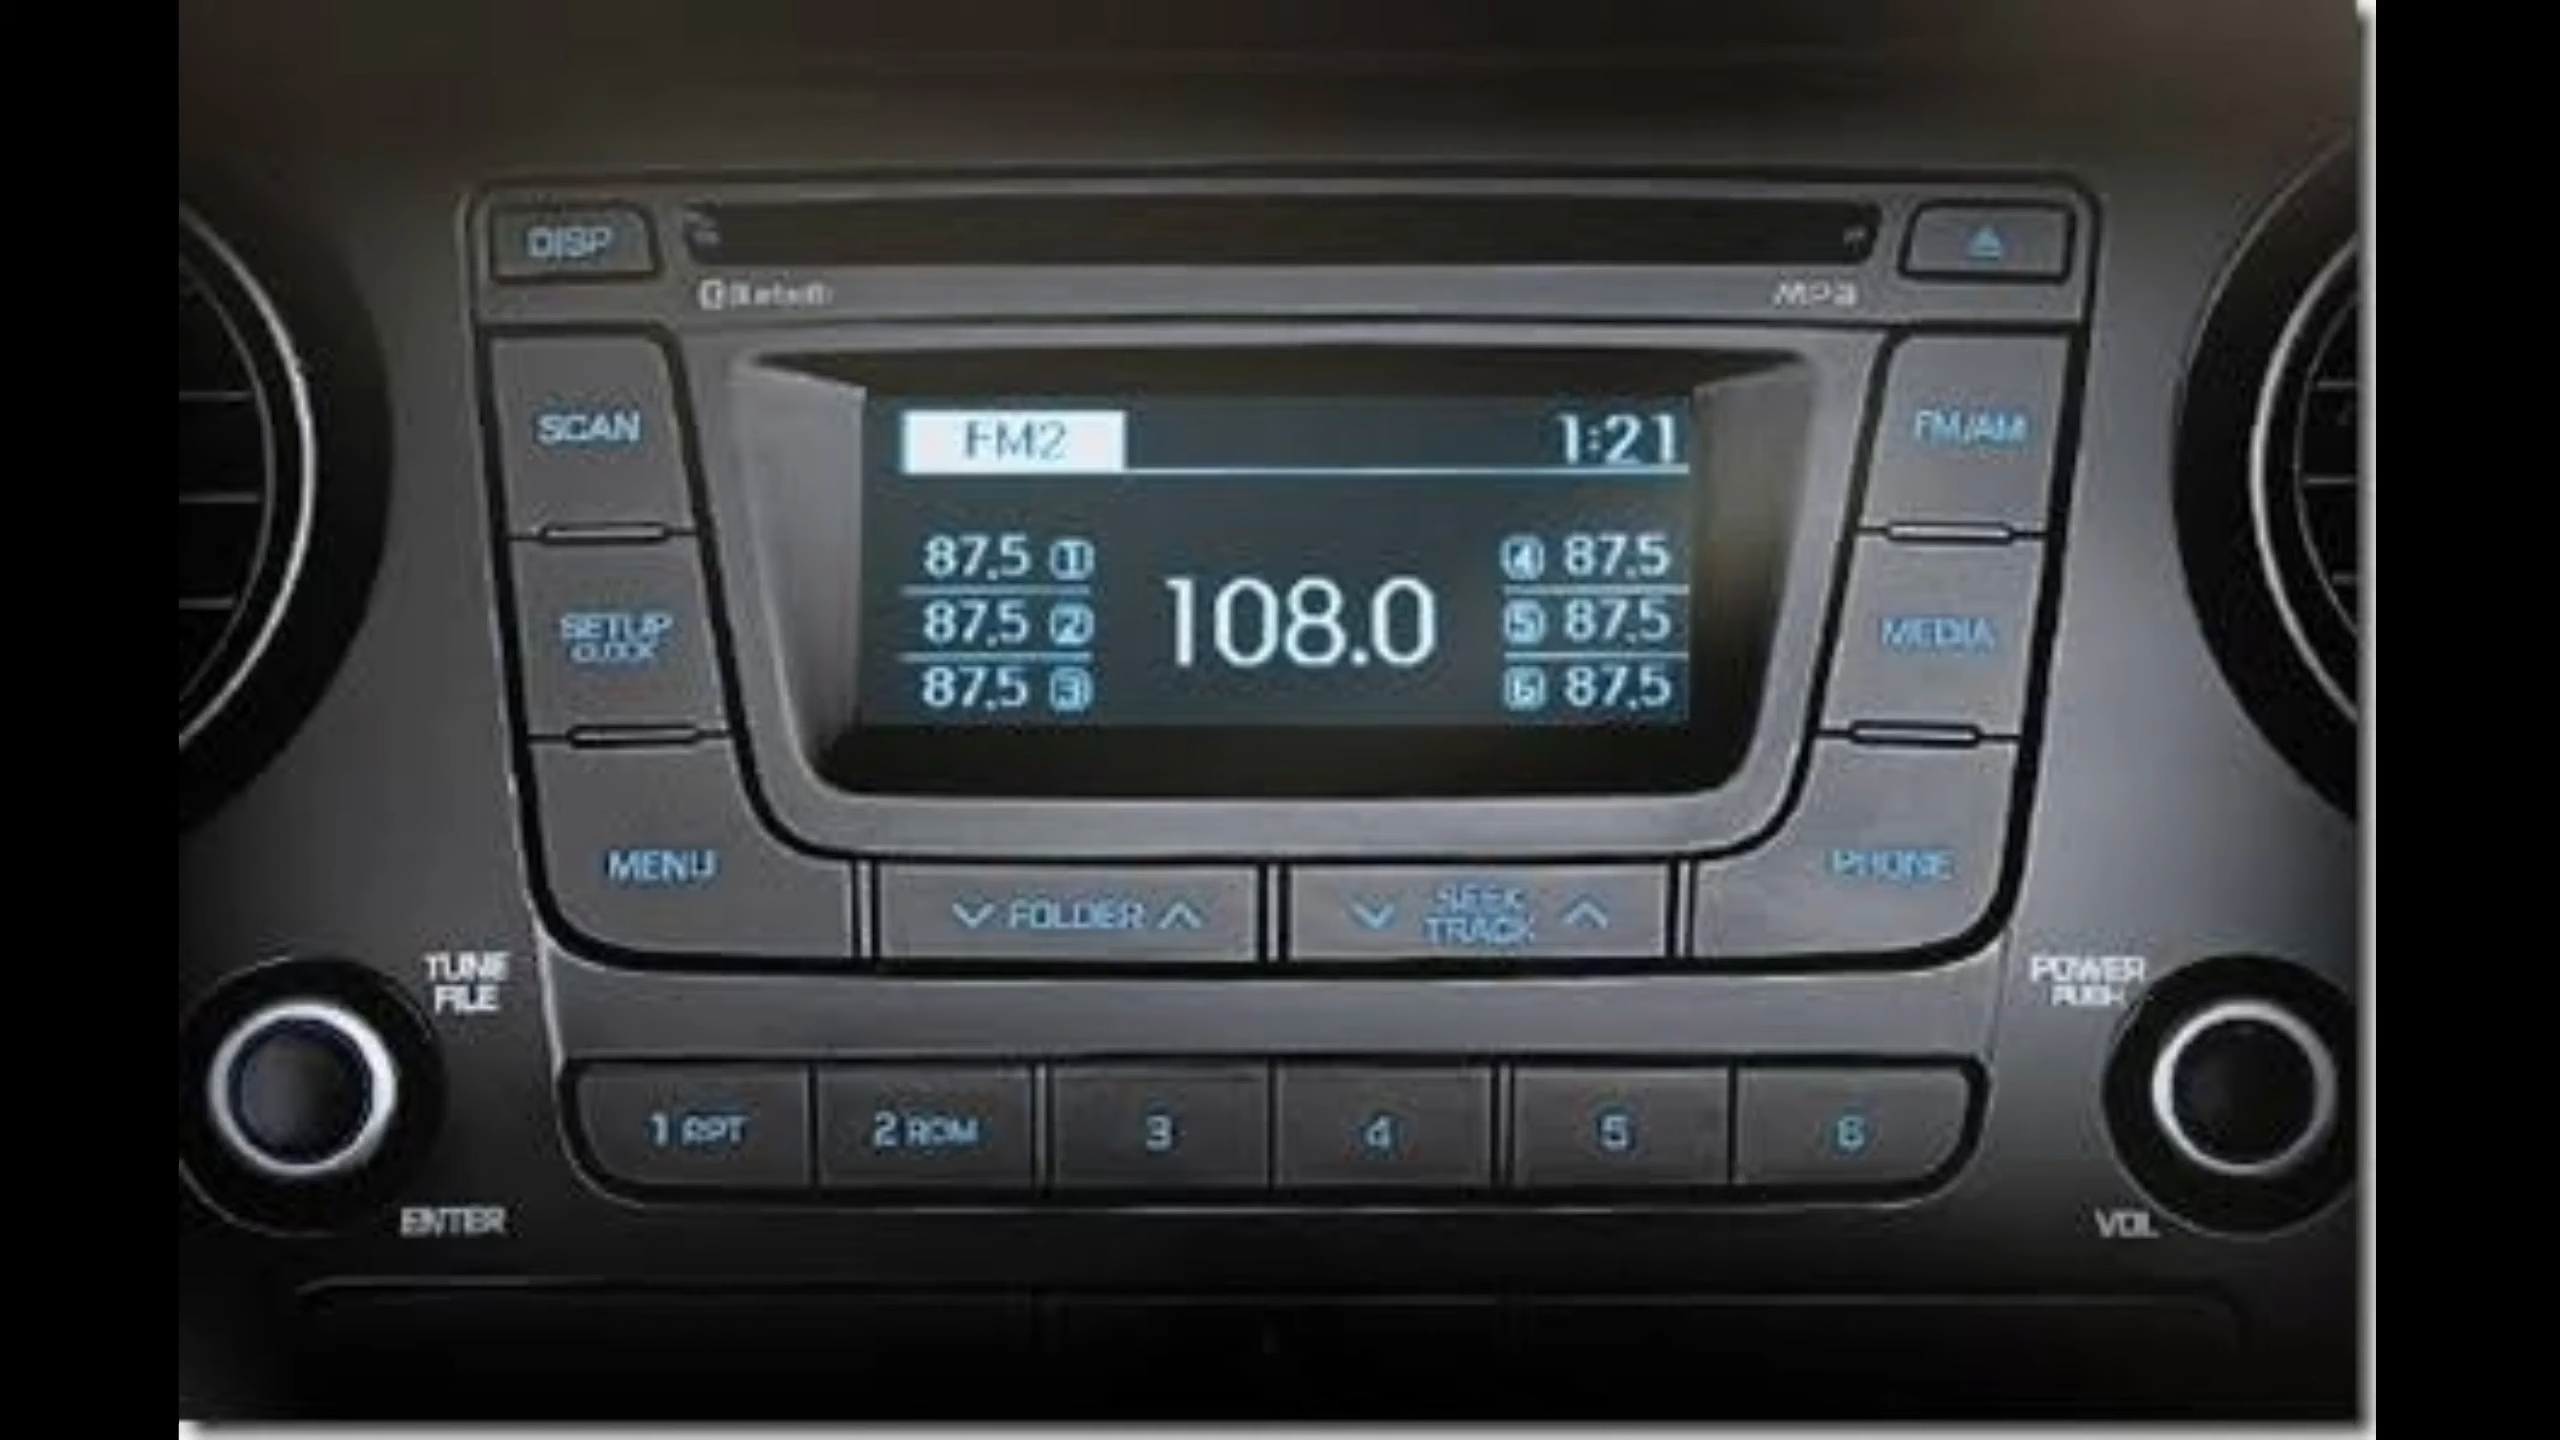 DISP
Bluetooth
MP3
SCAN
FM2
1:21
FM/AM
87.5 1
4 87.5
87.5 2
108.0
5 87.5
87.5 3
6 87.5
SETUP
CLOCK
MEDIA
MENU
FOLDER
SEEK
TRACK
PHONE
TUNE
FILE
POWER
PUSH
1 RPT
2 RDM
3
4
5
6
ENTER
VOL